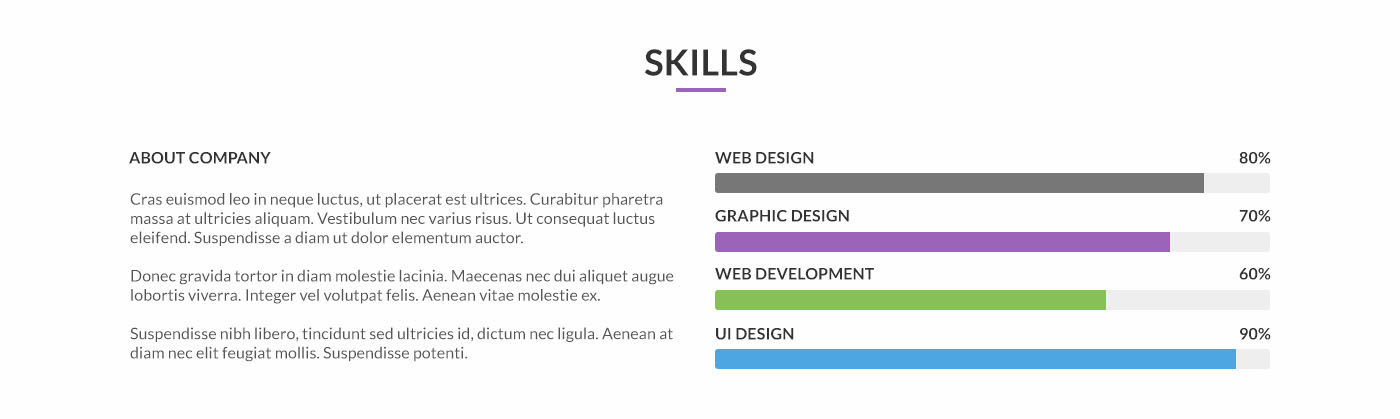 SKILLS
ABOUT COMPANY
Cras euismod leo in neque luctus, ut placerat est ultrices. Curabitur pharetra
massa at ultricies aliquam. Vestibulum nec varius risus. Ut consequat luctus
eleifend. Suspendisse a diam ut dolor elementum auctor.
Donec gravida tortor in diam molestie lacinia. Maecenas nec dui aliquet augue
lobortis viverra. Integer vel volutpat felis. Aenean vitae molestie ex.
Suspendisse nibh libero, tincidunt sed ultricies id, dictum nec ligula. Aenean at
diam nec elit feugiat mollis. Suspendisse potenti.
WEB DESIGN 80%
GRAPHIC DESIGN 70%
WEB DEVELOPMENT 60%
UI DESIGN 90%